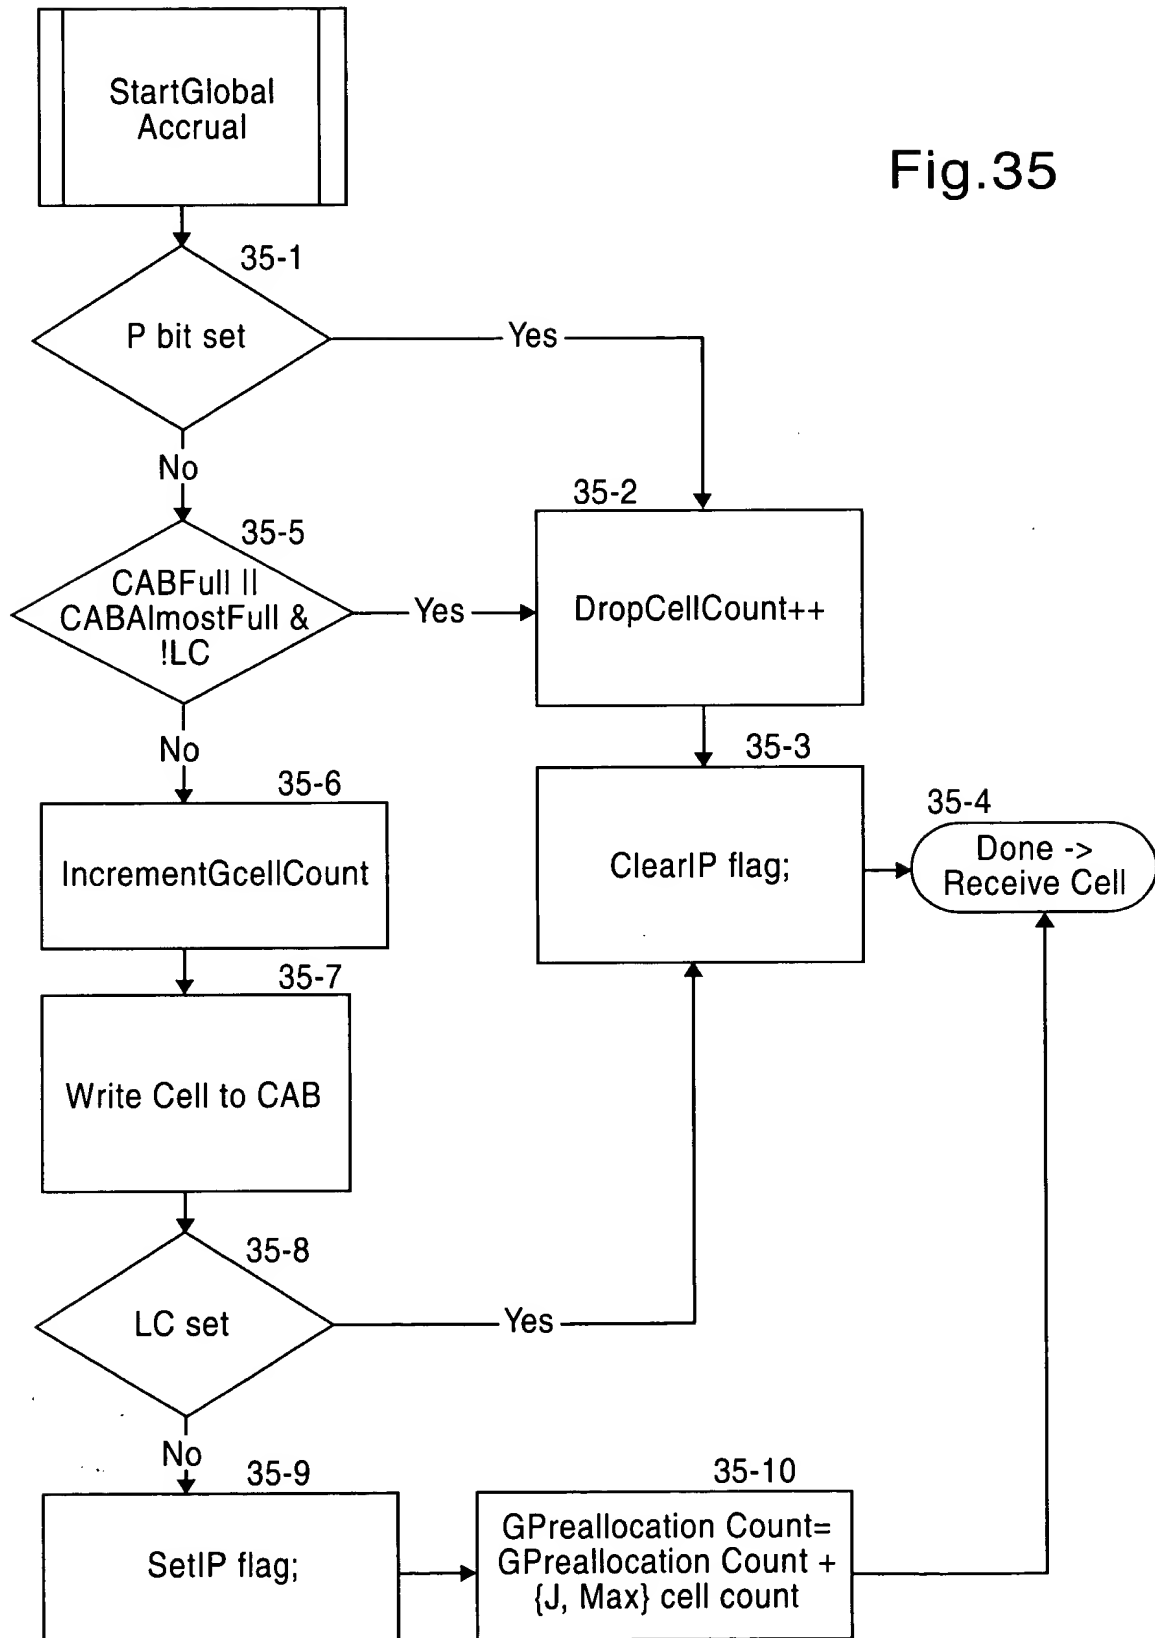 StartGlobal
Accrual
Fig.35
35-1
P bit set
Yes
No
35-2
35-5
CABFull ||
CABAlmostFull &
!LC
Yes
DropCellCount++
No
35-3
35-6
35-4
IncrementGcellCount
ClearIP flag;
Done ->
Receive Cell
35-7
Write Cell to CAB
35-8
LC set
Yes
No
35-9
35-10
SetIP flag;
GPreallocation Count=
GPreallocation Count +
{J, Max} cell count